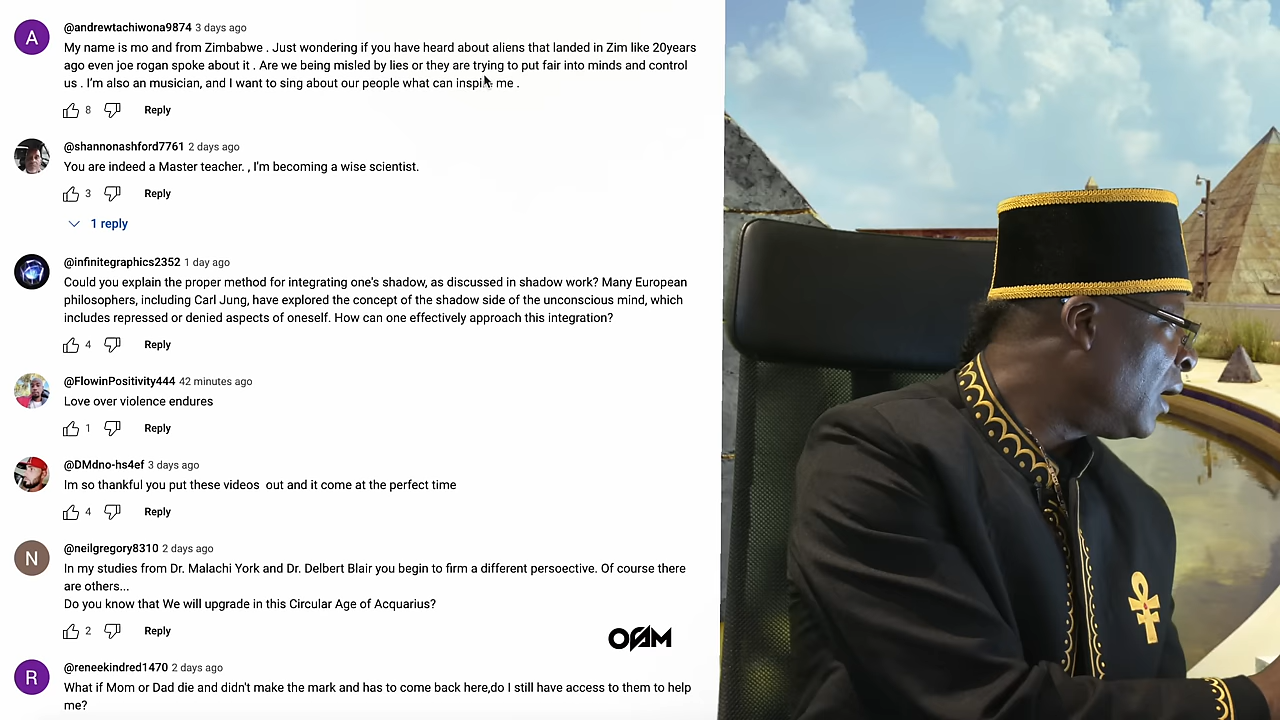 A
@andrewtachiwona9874 3 days ago
My name is mo and from Zimbabwe . Just wondering if you have heard about aliens that landed in Zim like 20years
ago even joe rogan spoke about it . Are we being misled by lies or they are trying to put fair into minds and control
us . I'm also an musician, and I want to sing about our people what can inspire me .
8 Reply
@shannonashford7761 2 days ago
You are indeed a Master teacher. , I'm becoming a wise scientist.
3 Reply
1 reply
@infinitegraphics2352 1 day ago
Could you explain the proper method for integrating one's shadow, as discussed in shadow work? Many European
philosophers, including Carl Jung, have explored the concept of the shadow side of the unconscious mind, which
includes repressed or denied aspects of oneself. How can one effectively approach this integration?
4 Reply
@FlowinPositivity444 42 minutes ago
Love over violence endures
1 Reply
@DMdno-hs4ef 3 days ago
Im so thankful you put these videos out and it come at the perfect time
4 Reply
N
@neilgregory8310 2 days ago
In my studies from Dr. Malachi York and Dr. Delbert Blair you begin to firm a different persoective. Of course there
are others...
Do you know that We will upgrade in this Circular Age of Acquarius?
2 Reply
R
@reneekindred1470 2 days ago
What if Mom or Dad die and didn't make the mark and has to come back here,do I still have access to them to help
me?